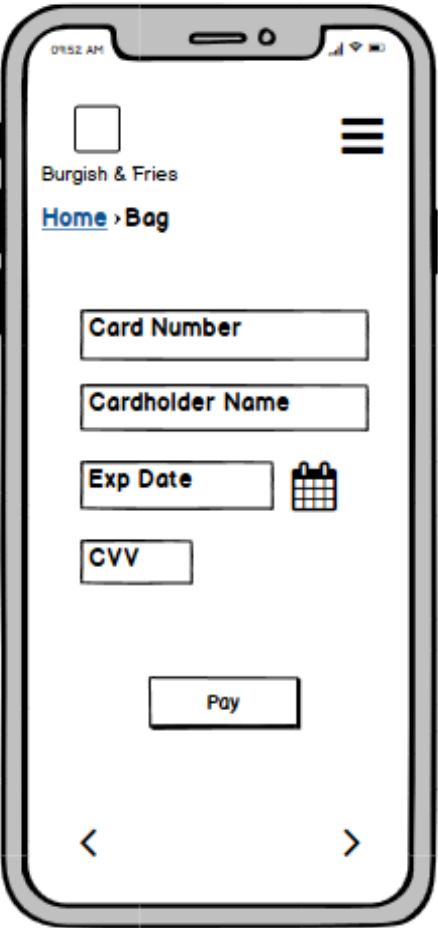 09:52 AM
Burgish & Fries
Home › Bag
Card Number
Cardholder Name
Exp Date
CVV
Pay